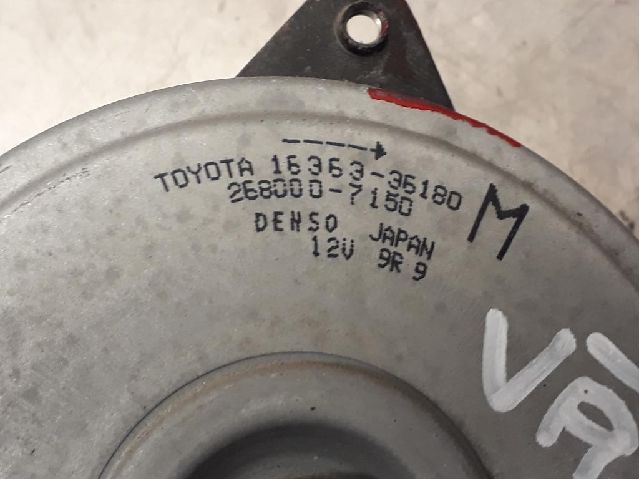 TOYOTA 16363-36180
268000-7150
M
DENSO JAPAN
12V 9R 9